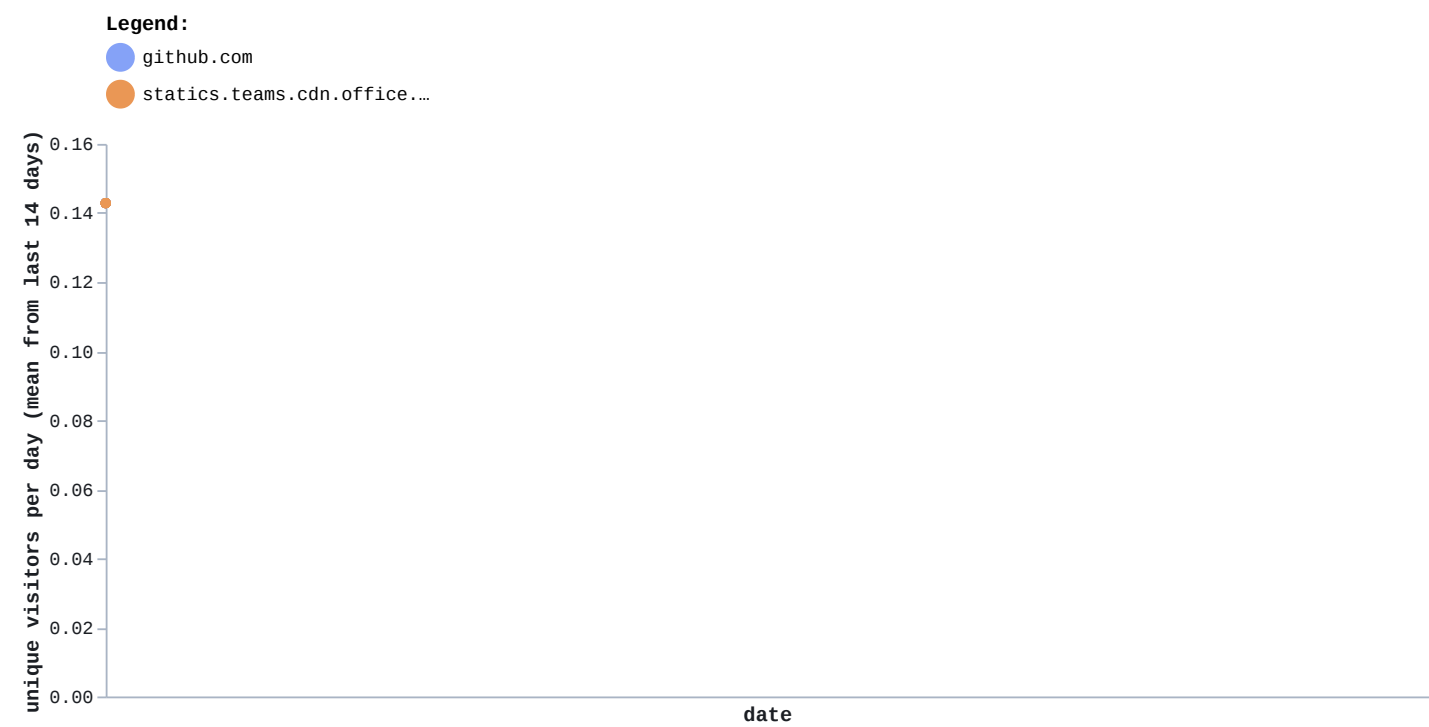 Legend:
github.com
statics.teams.cdn.office.…
unique visitors per day (mean from last 14 days)
0.16
0.14
0.12
0.10
0.08
0.06
0.04
0.02
0.00
date